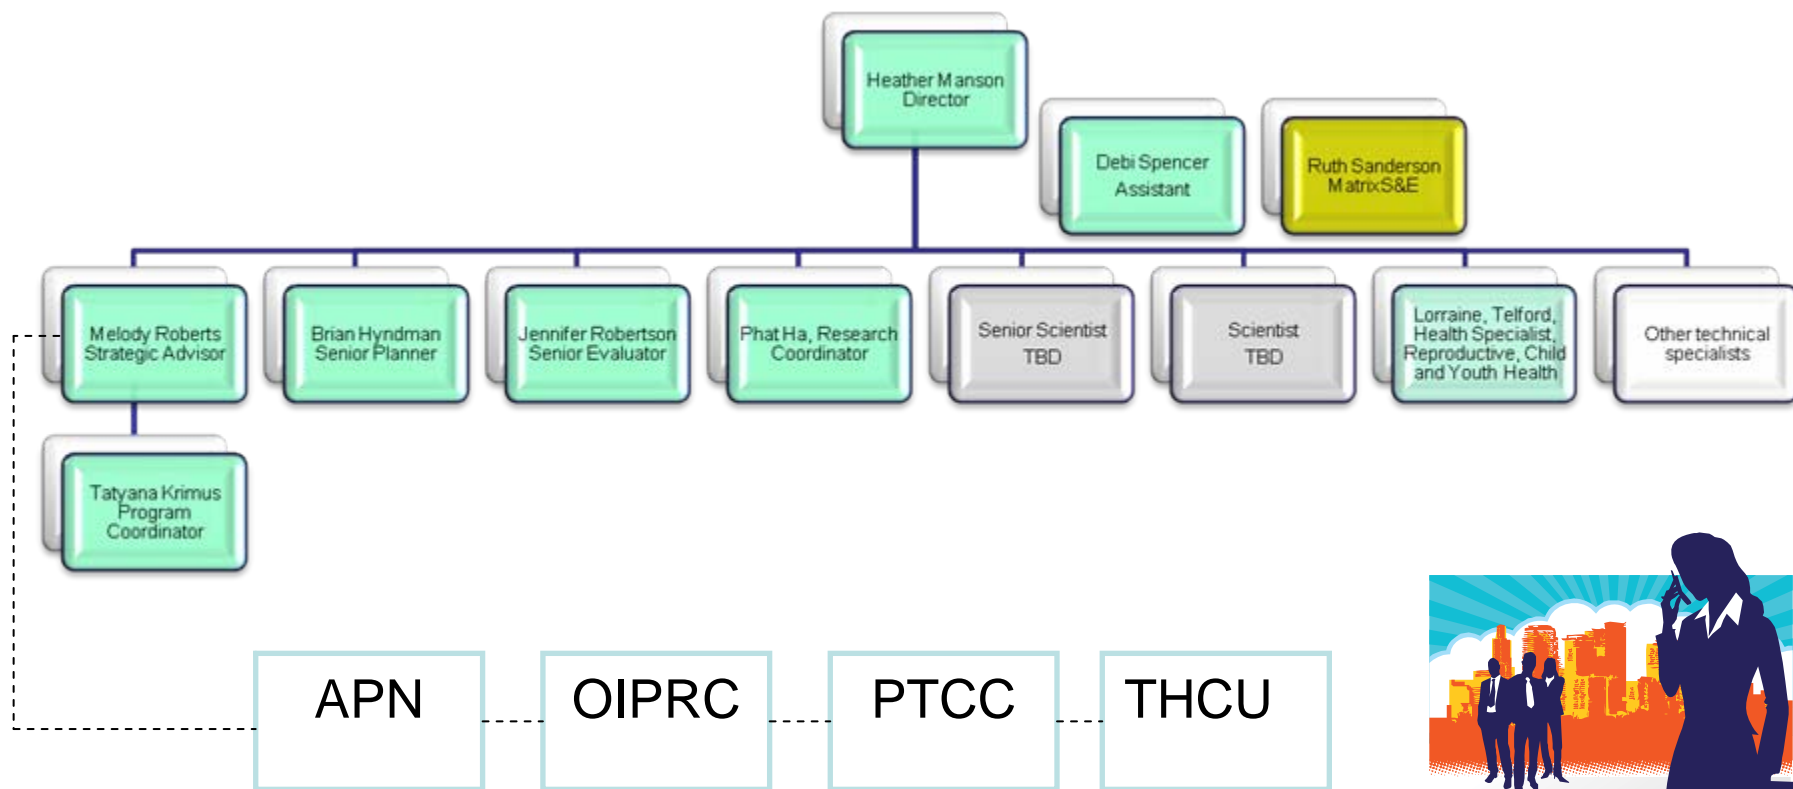 Heather Manson
Director
Debi Spencer
Assistant
Ruth Sanderson
MatrixS&E
Melody Roberts
Strategic Advisor
Brian Hyndman
Senior Planner
Jennifer Robertson
Senior Evaluator
Phat Ha, Research
Coordinator
Senior Scientist
TBD
Scientist
TBD
Lorraine, Telford,
Health Specialist,
Reproductive, Child
and Youth Health
Other technical
specialists
Tatyana Krimus
Program
Coordinator
APN
OIPRC
PTCC
THCU